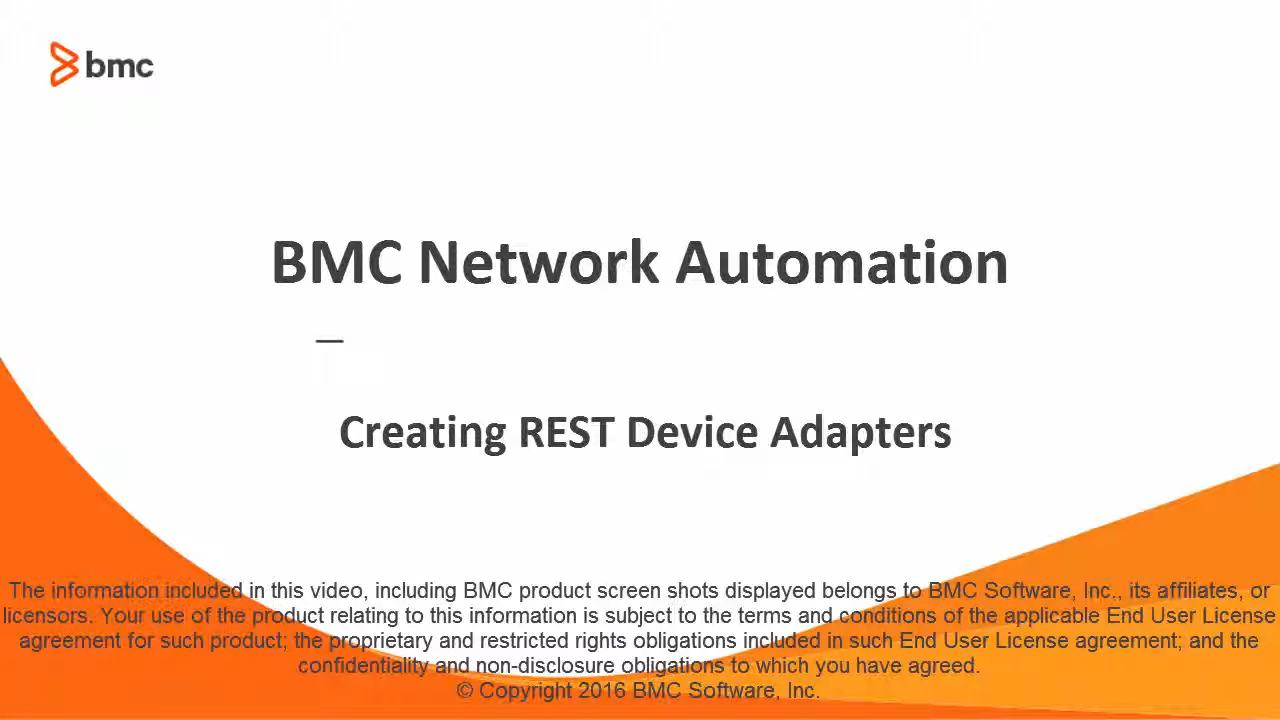 bmc
BMC Network Automation
—
Creating REST Device Adapters
The information included in this video, including BMC product screen shots displayed belongs to BMC Software, Inc., its affiliates, or
licensors. Your use of the product relating to this information is subject to the terms and conditions of the applicable End User License
agreement for such product; the proprietary and restricted rights obligations included in such End User License agreement; and the
confidentiality and non-disclosure obligations to which you have agreed.
© Copyright 2016 BMC Software, Inc.